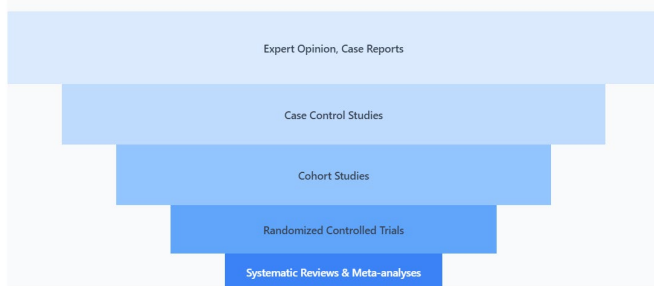 Expert Opinion, Case Reports
Case Control Studies
Cohort Studies
Randomized Controlled Trials
Systematic Reviews & Meta-analyses